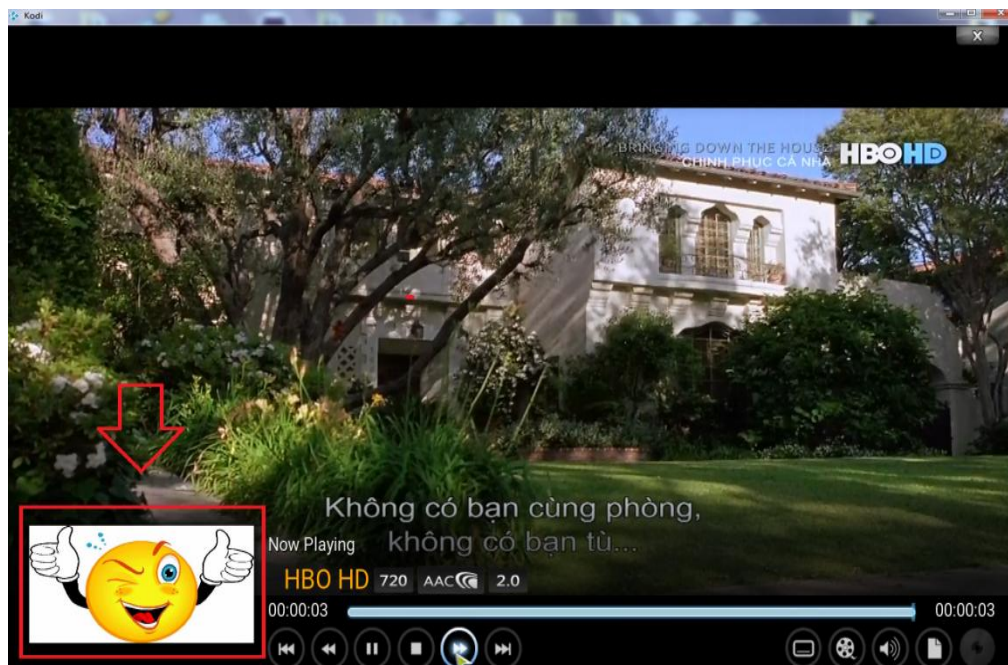 Kodi
X
BRINGING DOWN THE HOUSE
CHINH PHỤC CẢ NHÀ
HBO HD
Không có bạn cùng phòng,
không có bạn tù...
Now Playing
HBO HD 720 AAC 2.0
00:00:03 00:00:03